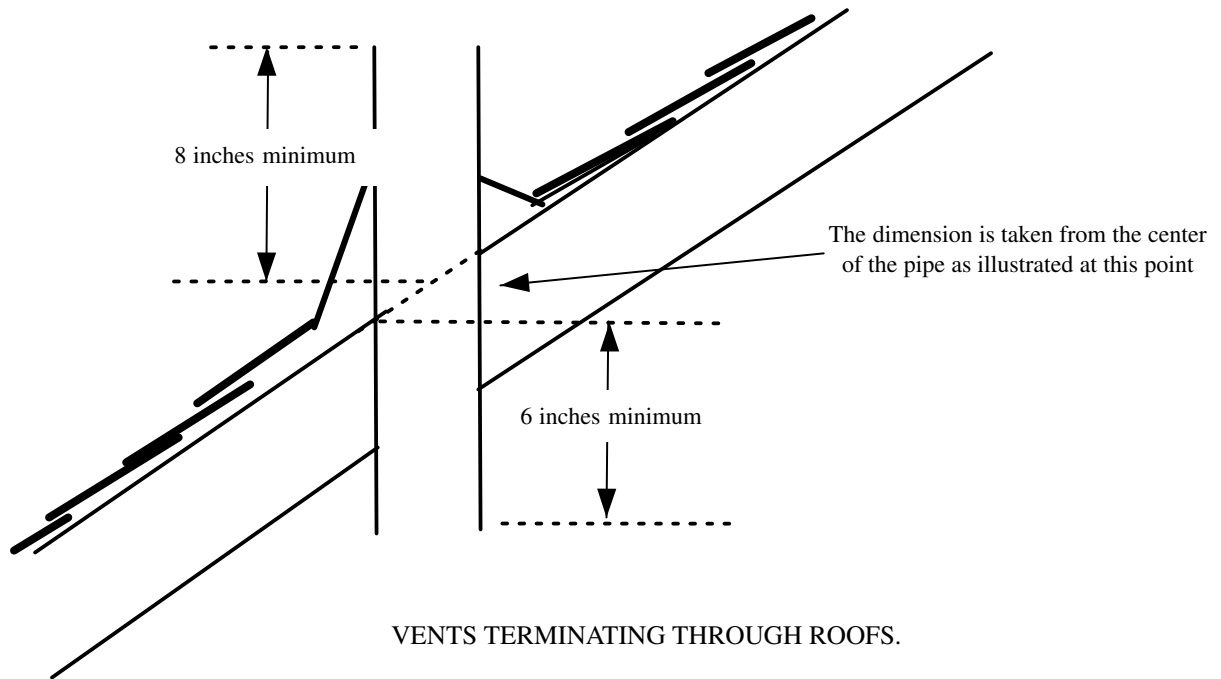 8 inches minimum
The dimension is taken from the center
of the pipe as illustrated at this point
6 inches minimum
VENTS TERMINATING THROUGH ROOFS.